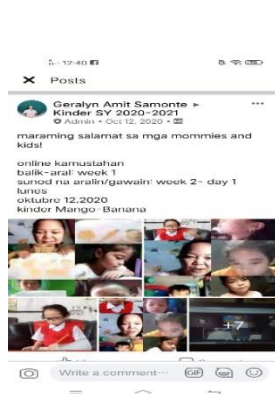 12:40
Posts
Geralyn Amit Samonte ▸
Kinder SY 2020-2021
Admin • Oct 12, 2020 •
maraming salamat sa mga mommies and
kids!
online kamustahan
balik-aral: week 1
sunod na aralin/gawain: week 2- day 1
lunes
oktubre 12,2020
kinder Mango-Banana
+7
Write a comment...
GIF